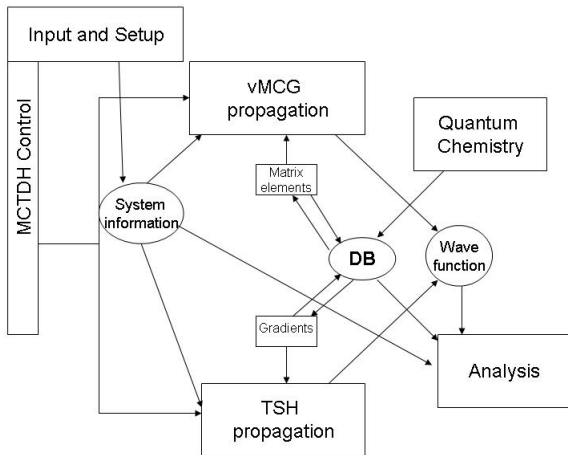 Input and Setup
MCTDH Control
vMCG
propagation
Quantum
Chemistry
Matrix
elements
System
information
DB
Wave
function
Gradients
Analysis
TSH
propagation